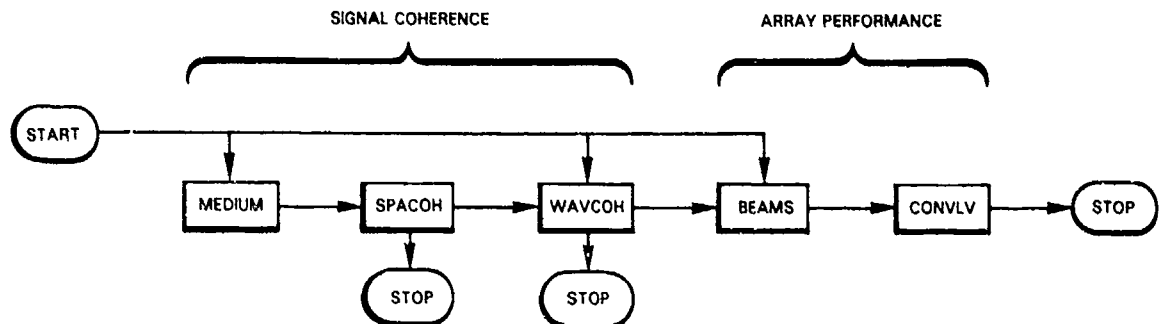 SIGNAL COHERENCE
ARRAY PERFORMANCE
START
MEDIUM
SPACOH
WAVCOH
BEAMS
CONVLV
STOP
STOP
STOP